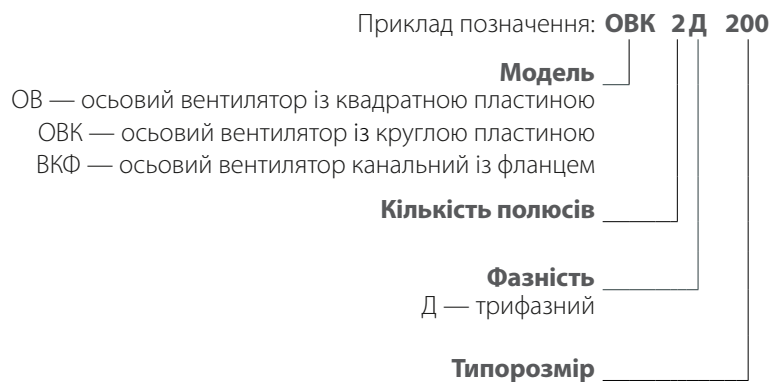 Приклад позначення: ОВК 2 Д 200
Модель
ОВ — осьовий вентилятор із квадратною пластиною
ОВК — осьовий вентилятор із круглою пластиною
ВКФ — осьовий вентилятор канальний із фланцем
Кількість полюсів
Фазність
Д — трифазний
Типорозмір